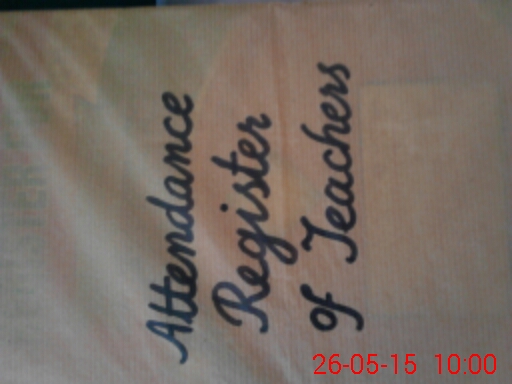 Attendance
Register
of Teachers
26-05-15 10:00